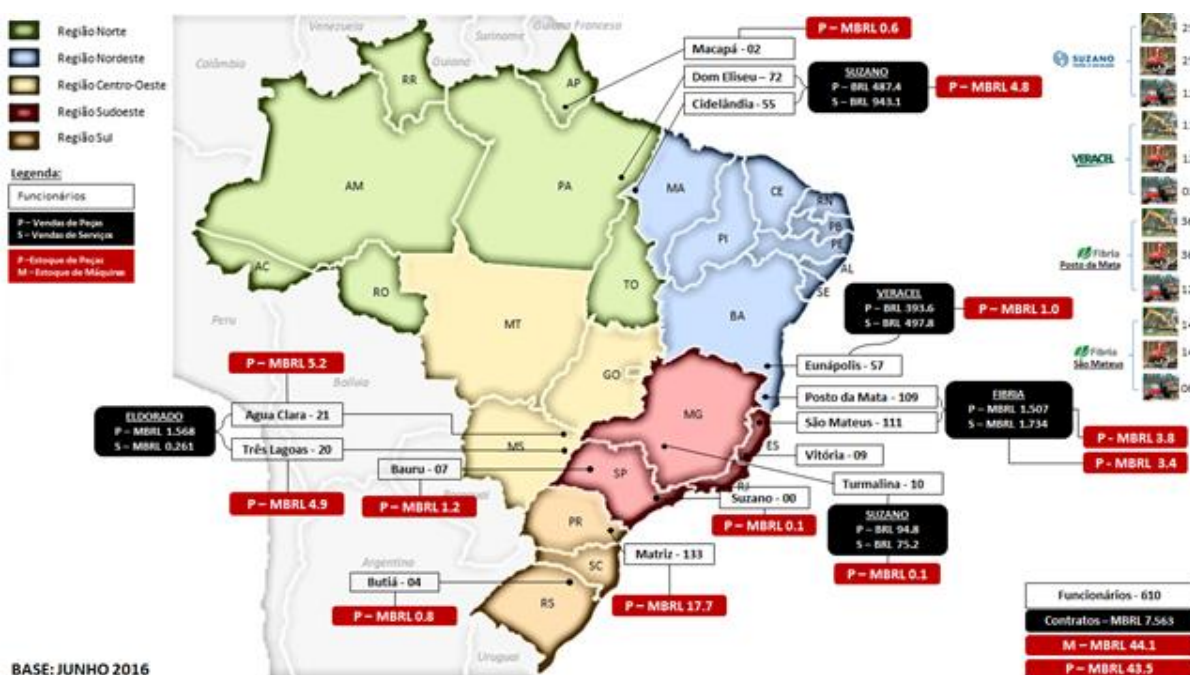 Região Norte
Região Nordeste
Região Centro-Oeste
Região Sudoeste
Região Sul
Legenda:
Funcionários
P – Vendas de Peças
S – Vendas de Serviços
P -Estoque de Peças
M – Estoque de Máquinas
Venezuela
Suriname
Guiana Francesa
Colômbia
Guiana
Peru
Bolívia
Argentina
Uruguai
RR
AP
AM
PA
AC
RO
TO
MA
CE
RN
PB
PE
AL
SE
PI
BA
MT
GO
MS
MG
ES
SP
RJ
PR
SC
RS
Macapá - 02
P – MBRL 0.6
Dom Eliseu – 72
Cidelândia - 55
SUZANO
P – BRL 487.4
S – BRL 943.1
P – MBRL 4.8
VERACEL
P – BRL 393.6
S – BRL 497.8
P – MBRL 1.0
Eunápolis - 57
Posto da Mata - 109
São Mateus - 111
FIBRIA
P – MBRL 1.507
S – MBRL 1.734
P - MBRL 3.8
P - MBRL 3.4
Vitória - 09
Turmalina - 10
SUZANO
P – BRL 94.8
S – BRL 75.2
P – MBRL 0.1
Suzano - 00
P – MBRL 0.1
P – MBRL 5.2
Agua Clara - 21
ELDORADO
P – MBRL 1.568
S – MBRL 0.261
Três Lagoas - 20
P – MBRL 4.9
Bauru - 07
P – MBRL 1.2
Matriz - 133
P – MBRL 17.7
Butiá - 04
P – MBRL 0.8
SUZANO
VERACEL
Fibria
Posto da Mata
Fibria
São Mateus
Funcionários - 610
Contratos – MBRL 7.563
M – MBRL 44.1
P – MBRL 43.5
BASE: JUNHO 2016